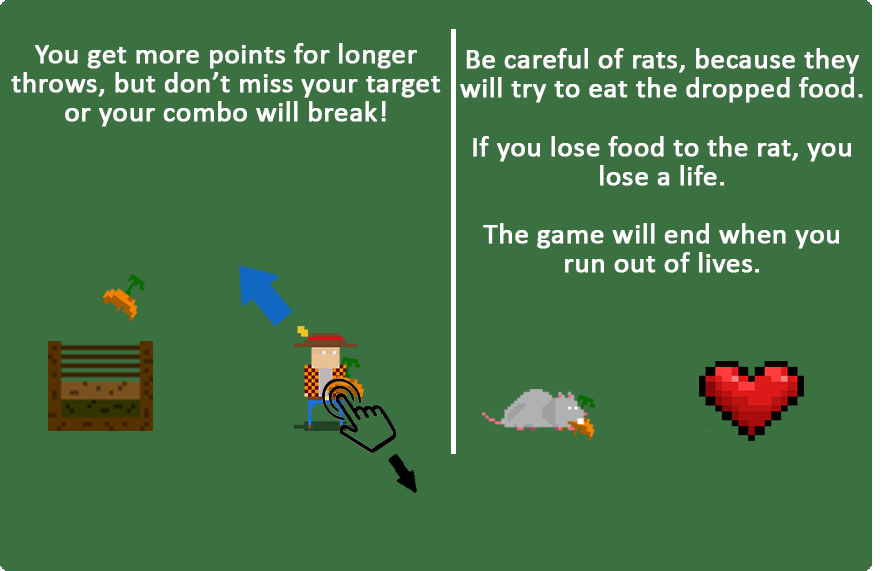 You get more points for longer
throws, but don’t miss your target
or your combo will break!
Be careful of rats, because they
will try to eat the dropped food.
If you lose food to the rat, you
lose a life.
The game will end when you
run out of lives.